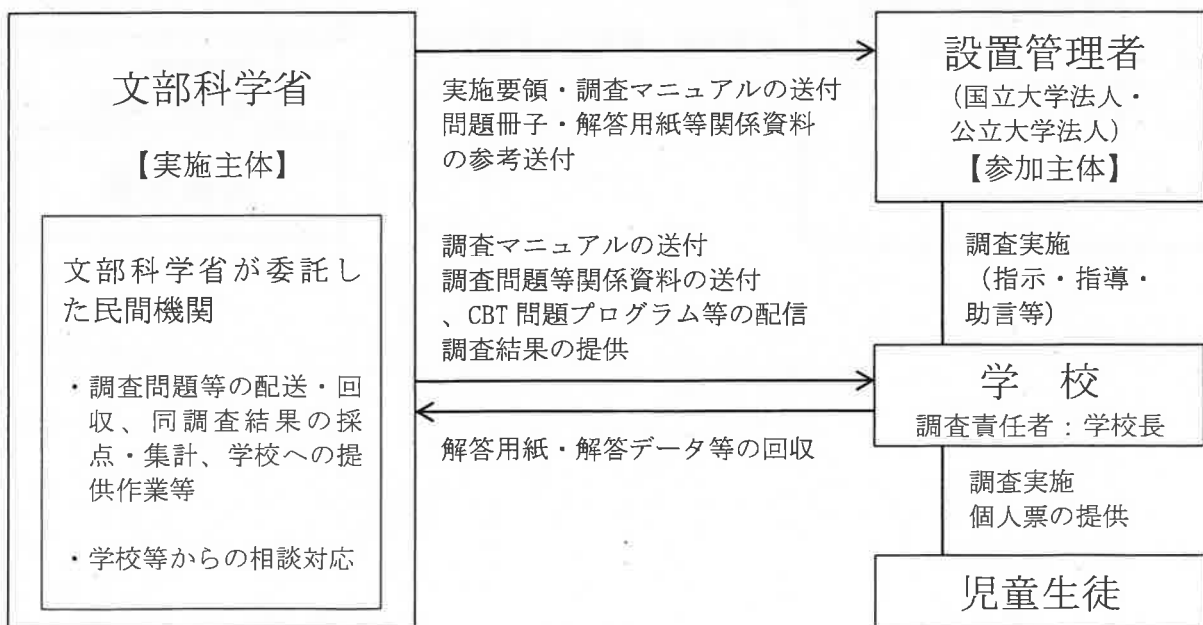 文部科学省
【実施主体】
文部科学省が委託し
た民間機関
・調査問題等の配送・回
収、同調査結果の採
点・集計、学校への提
供作業等
・学校等からの相談対応
実施要領・調査マニュアルの送付
問題冊子・解答用紙等関係資料
の参考送付
調査マニュアルの送付
調査問題等関係資料の送付
、CBT 問題プログラム等の配信
調査結果の提供
解答用紙・解答データ等の回収
設置管理者
(国立大学法人・
公立大学法人)
【参加主体】
調査実施
(指示・指導・
助言等)
学　校
調査責任者:学校長
調査実施
個人票の提供
児童生徒